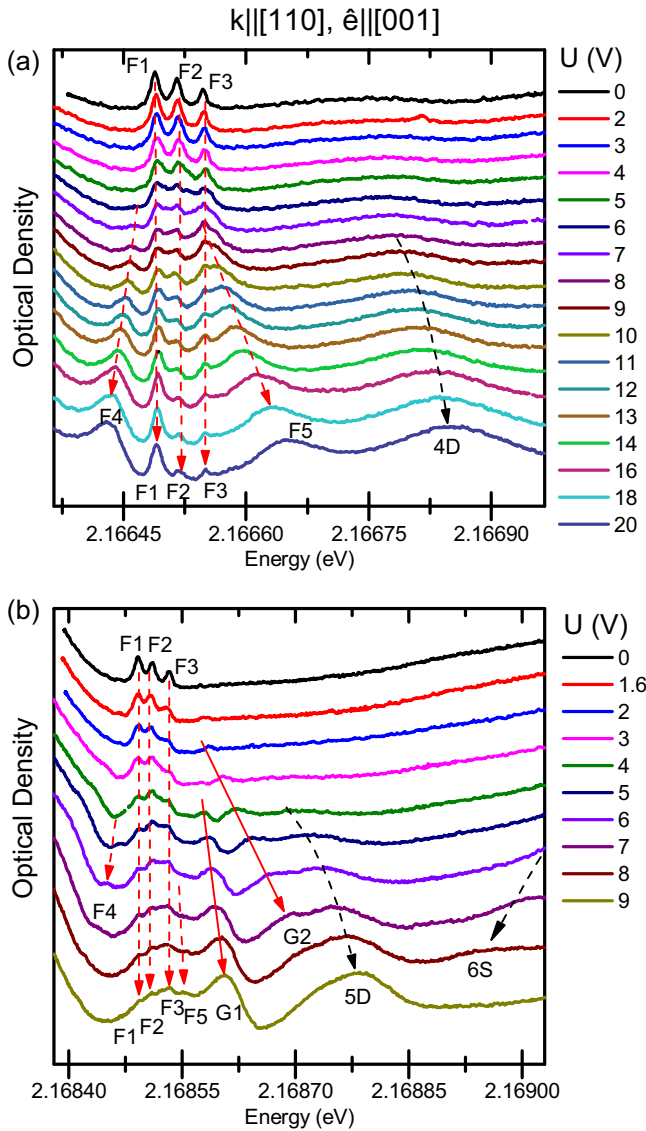 k||[110], ê||[001]
(a)
F1
F2
F3
U (V)
0
2
3
4
5
6
7
8
9
10
11
12
13
14
16
18
20
Optical Density
F4
F5
4D
F1
F2
F3
2.16645
2.16660
2.16675
2.16690
Energy (eV)
(b)
F1
F2
F3
U (V)
0
1.6
2
3
4
5
6
7
8
9
Optical Density
F4
G2
6S
5D
F1
F2
F3
F5
G1
2.16840
2.16855
2.16870
2.16885
2.16900
Energy (eV)